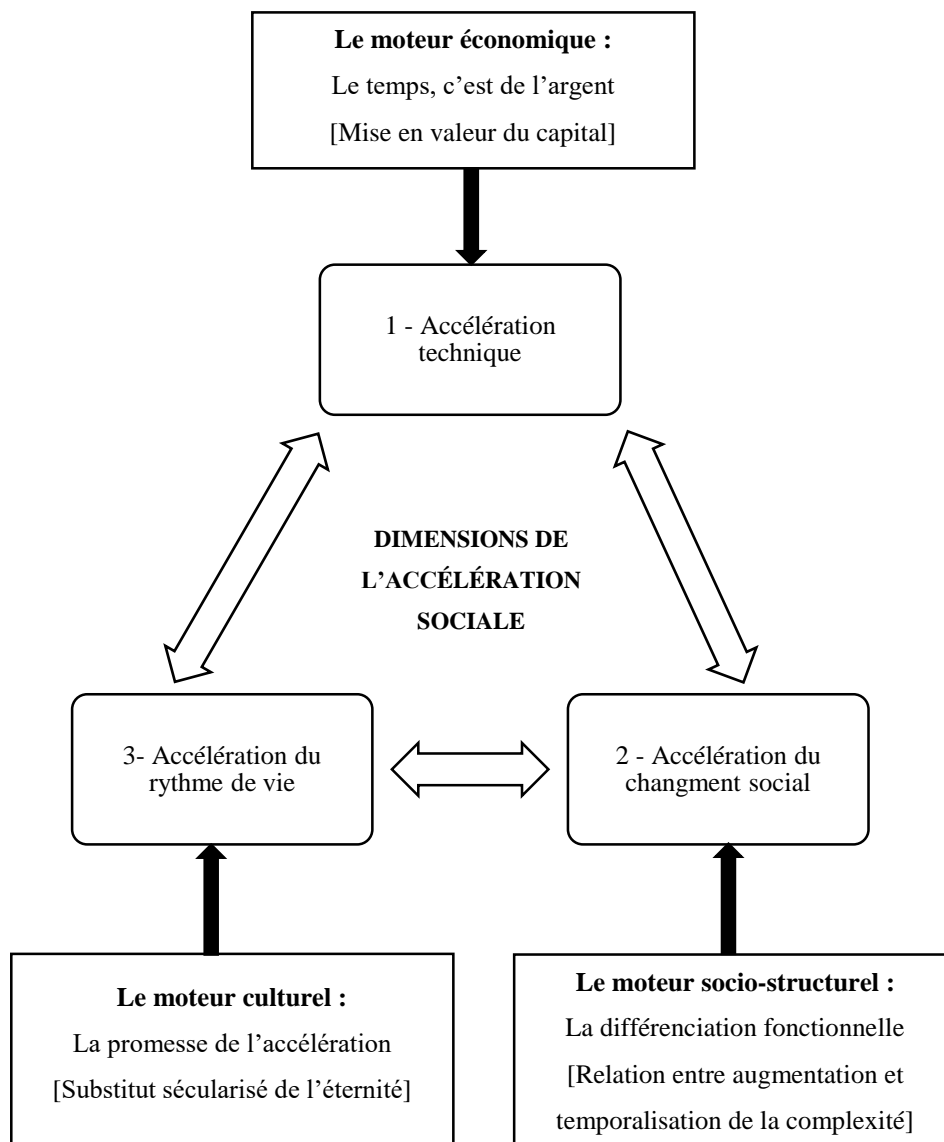 Le moteur économique :
Le temps, c’est de l’argent
[Mise en valeur du capital]
1 - Accélération
technique
DIMENSIONS DE
L’ACCÉLÉRATION
SOCIALE
3- Accélération du
rythme de vie
2 - Accélération du
changment social
Le moteur culturel :
La promesse de l’accélération
[Substitut sécularisé de l’éternité]
Le moteur socio-structurel :
La différenciation fonctionnelle
[Relation entre augmentation et
temporalisation de la complexité]